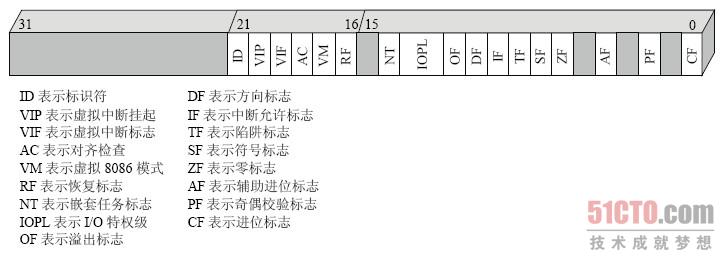 31 21 16 15 0
ID VIP VIF AC VM RF NT IOPL OF DF IF TF SF ZF AF PF CF
ID 表示标识符
VIP 表示虚拟中断挂起
VIF 表示虚拟中断标志
AC 表示对齐检查
VM 表示虚拟 8086 模式
RF 表示恢复标志
NT 表示嵌套任务标志
IOPL 表示 I/O 特权级
OF 表示溢出标志
DF 表示方向标志
IF 表示中断允许标志
TF 表示陷阱标志
SF 表示符号标志
ZF 表示零标志
AF 表示辅助进位标志
PF 表示奇偶校验标志
CF 表示进位标志
51CTO.com
技术成就梦想